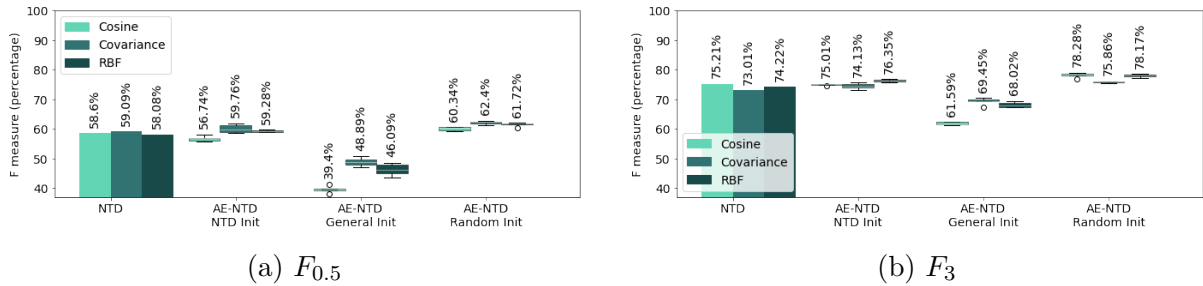 F measure (percentage)
100
90
80
70
60
50
40
Cosine
Covariance
RBF
58.6%
59.09%
58.08%
56.74%
59.76%
59.28%
39.4%
48.89%
46.09%
60.34%
62.4%
61.72%
NTD
AE-NTD
NTD Init
AE-NTD
General Init
AE-NTD
Random Init
(a) F0.5
F measure (percentage)
100
90
80
70
60
50
40
75.21%
73.01%
74.22%
75.01%
74.13%
76.35%
61.59%
69.45%
68.02%
78.28%
75.86%
78.17%
Cosine
Covariance
RBF
NTD
AE-NTD
NTD Init
AE-NTD
General Init
AE-NTD
Random Init
(b) F3